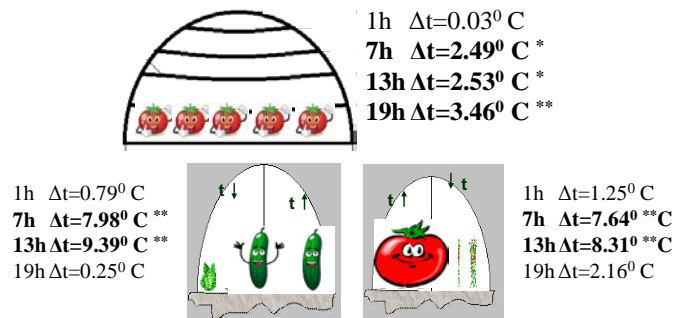 1h Δt=0.03⁰ C
7h Δt=2.49⁰ C *
13h Δt=2.53⁰ C *
19h Δt=3.46⁰ C **
1h Δt=0.79⁰ C
7h Δt=7.98⁰ C **
13h Δt=9.39⁰ C **
19h Δt=0.25⁰ C
t ↓
t ↑
t ↑
↓ t
1h Δt=1.25⁰ C
7h Δt=7.64⁰ **C
13h Δt=8.31⁰ **C
19h Δt=2.16⁰ C